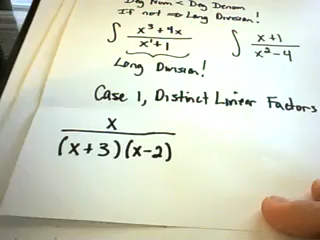 Deg Num < Deg Denom
If not → Long Division!
∫ x³ + 4x / x² + 1 ∫ x + 1 / x² - 4
Long Division!
Case 1, Distinct Linear Factors
x / (x + 3)(x - 2)